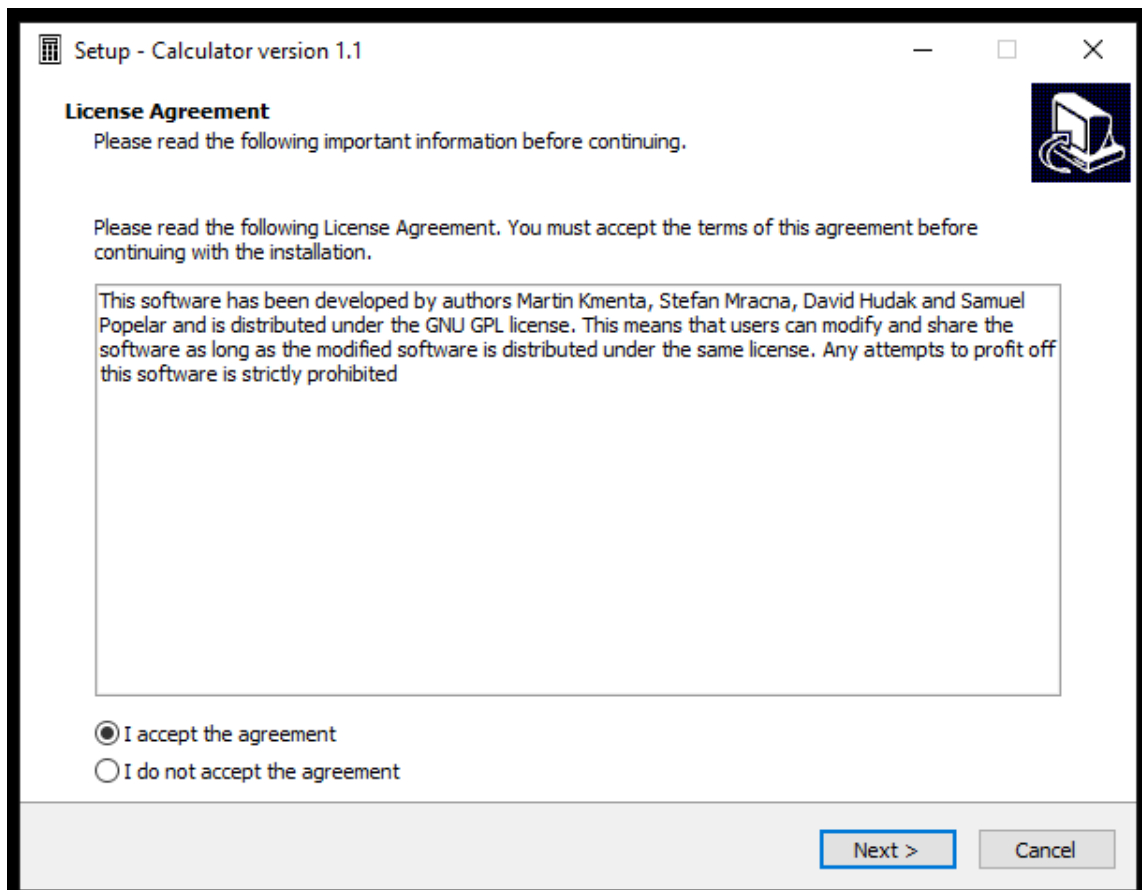 Setup - Calculator version 1.1
License Agreement
Please read the following important information before continuing.
Please read the following License Agreement. You must accept the terms of this agreement before
continuing with the installation.
This software has been developed by authors Martin Kmenta, Stefan Mracna, David Hudak and Samuel
Popelar and is distributed under the GNU GPL license. This means that users can modify and share the
software as long as the modified software is distributed under the same license. Any attempts to profit off
this software is strictly prohibited
I accept the agreement
I do not accept the agreement
Next >
Cancel